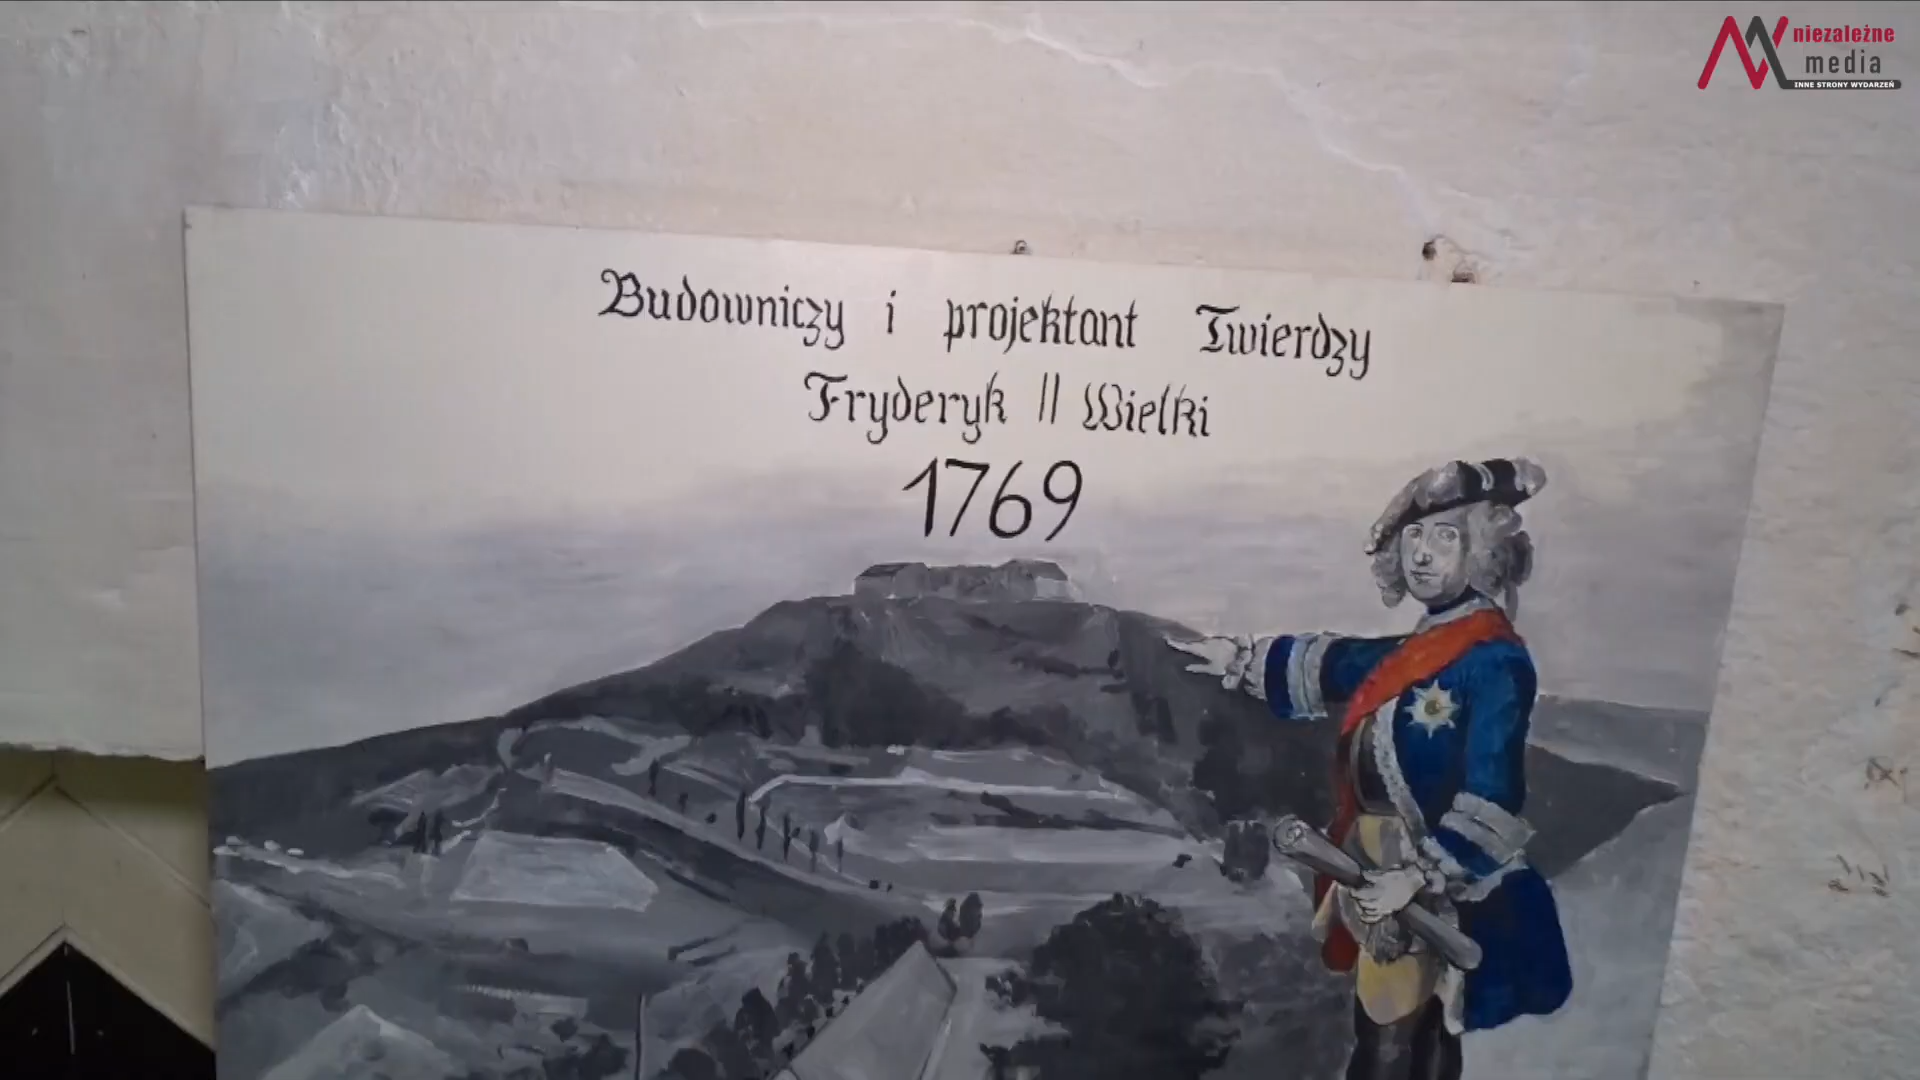 niezależne
media
INNE STRONY WYDARZEŃ
Budowniczy i projektant Twierdzy
Fryderyk II Wielki
1769